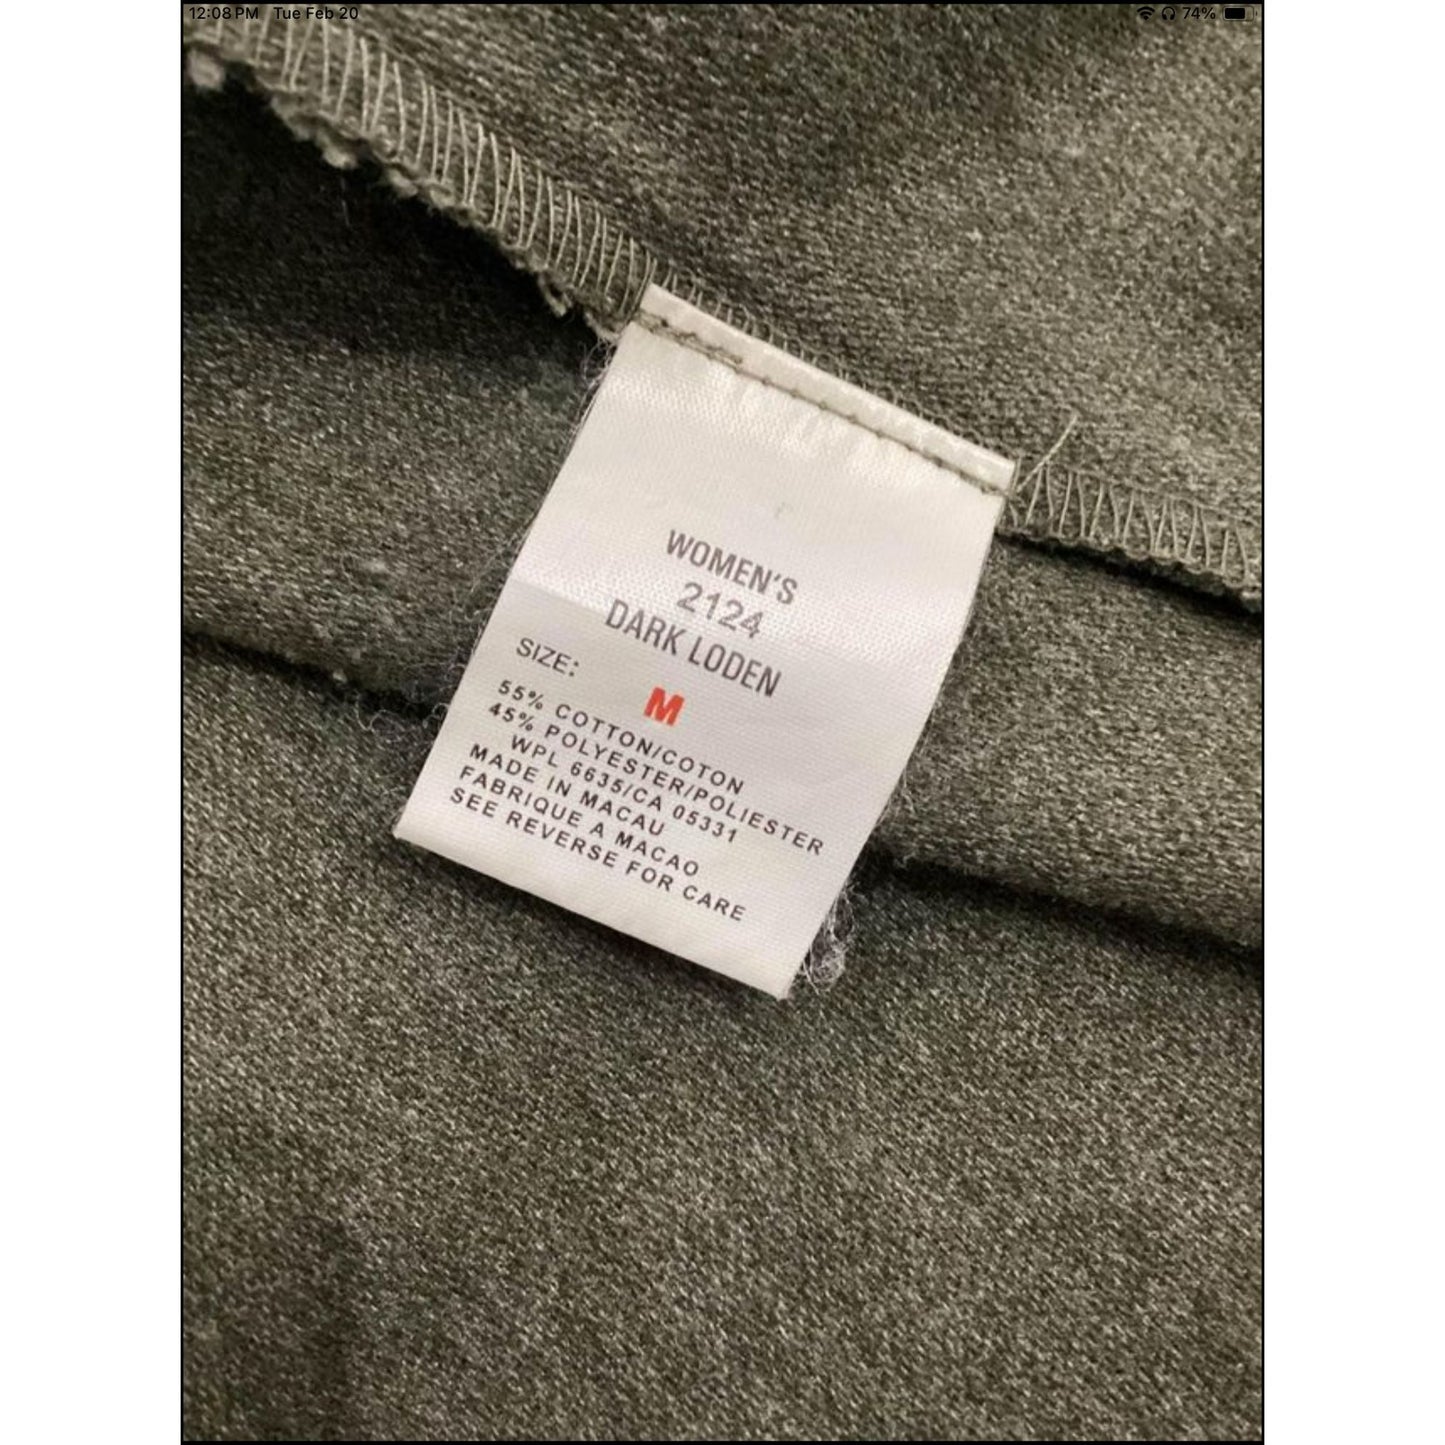 12:08 PM Tue Feb 20
74%
WOMEN'S
2124
DARK LODEN
SIZE:
M
55% COTTON/COTON
45% POLYESTER/POLIESTER
WPL 6635/CA 05331
MADE IN MACAU
FABRIQUE A MACAO
SEE REVERSE FOR CARE